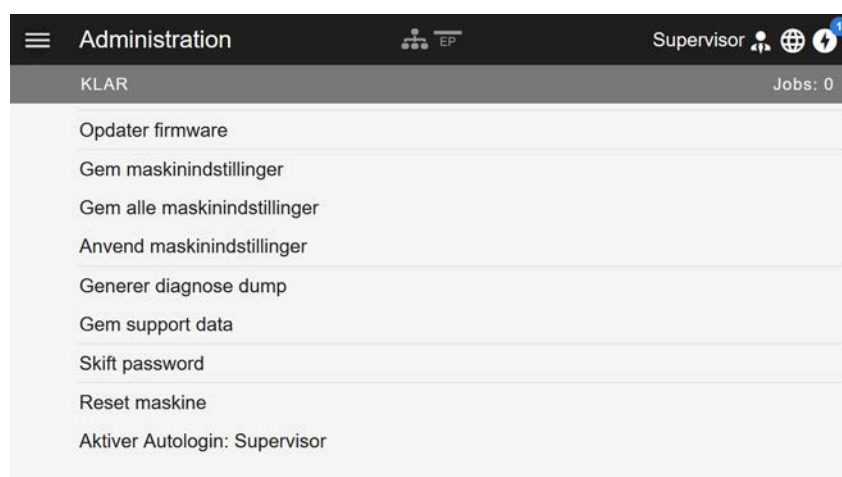 Administration
EP
Supervisor
1
KLAR
Jobs: 0
Opdater firmware
Gem maskinindstillinger
Gem alle maskinindstillinger
Anvend maskinindstillinger
Generer diagnose dump
Gem support data
Skift password
Reset maskine
Aktiver Autologin: Supervisor